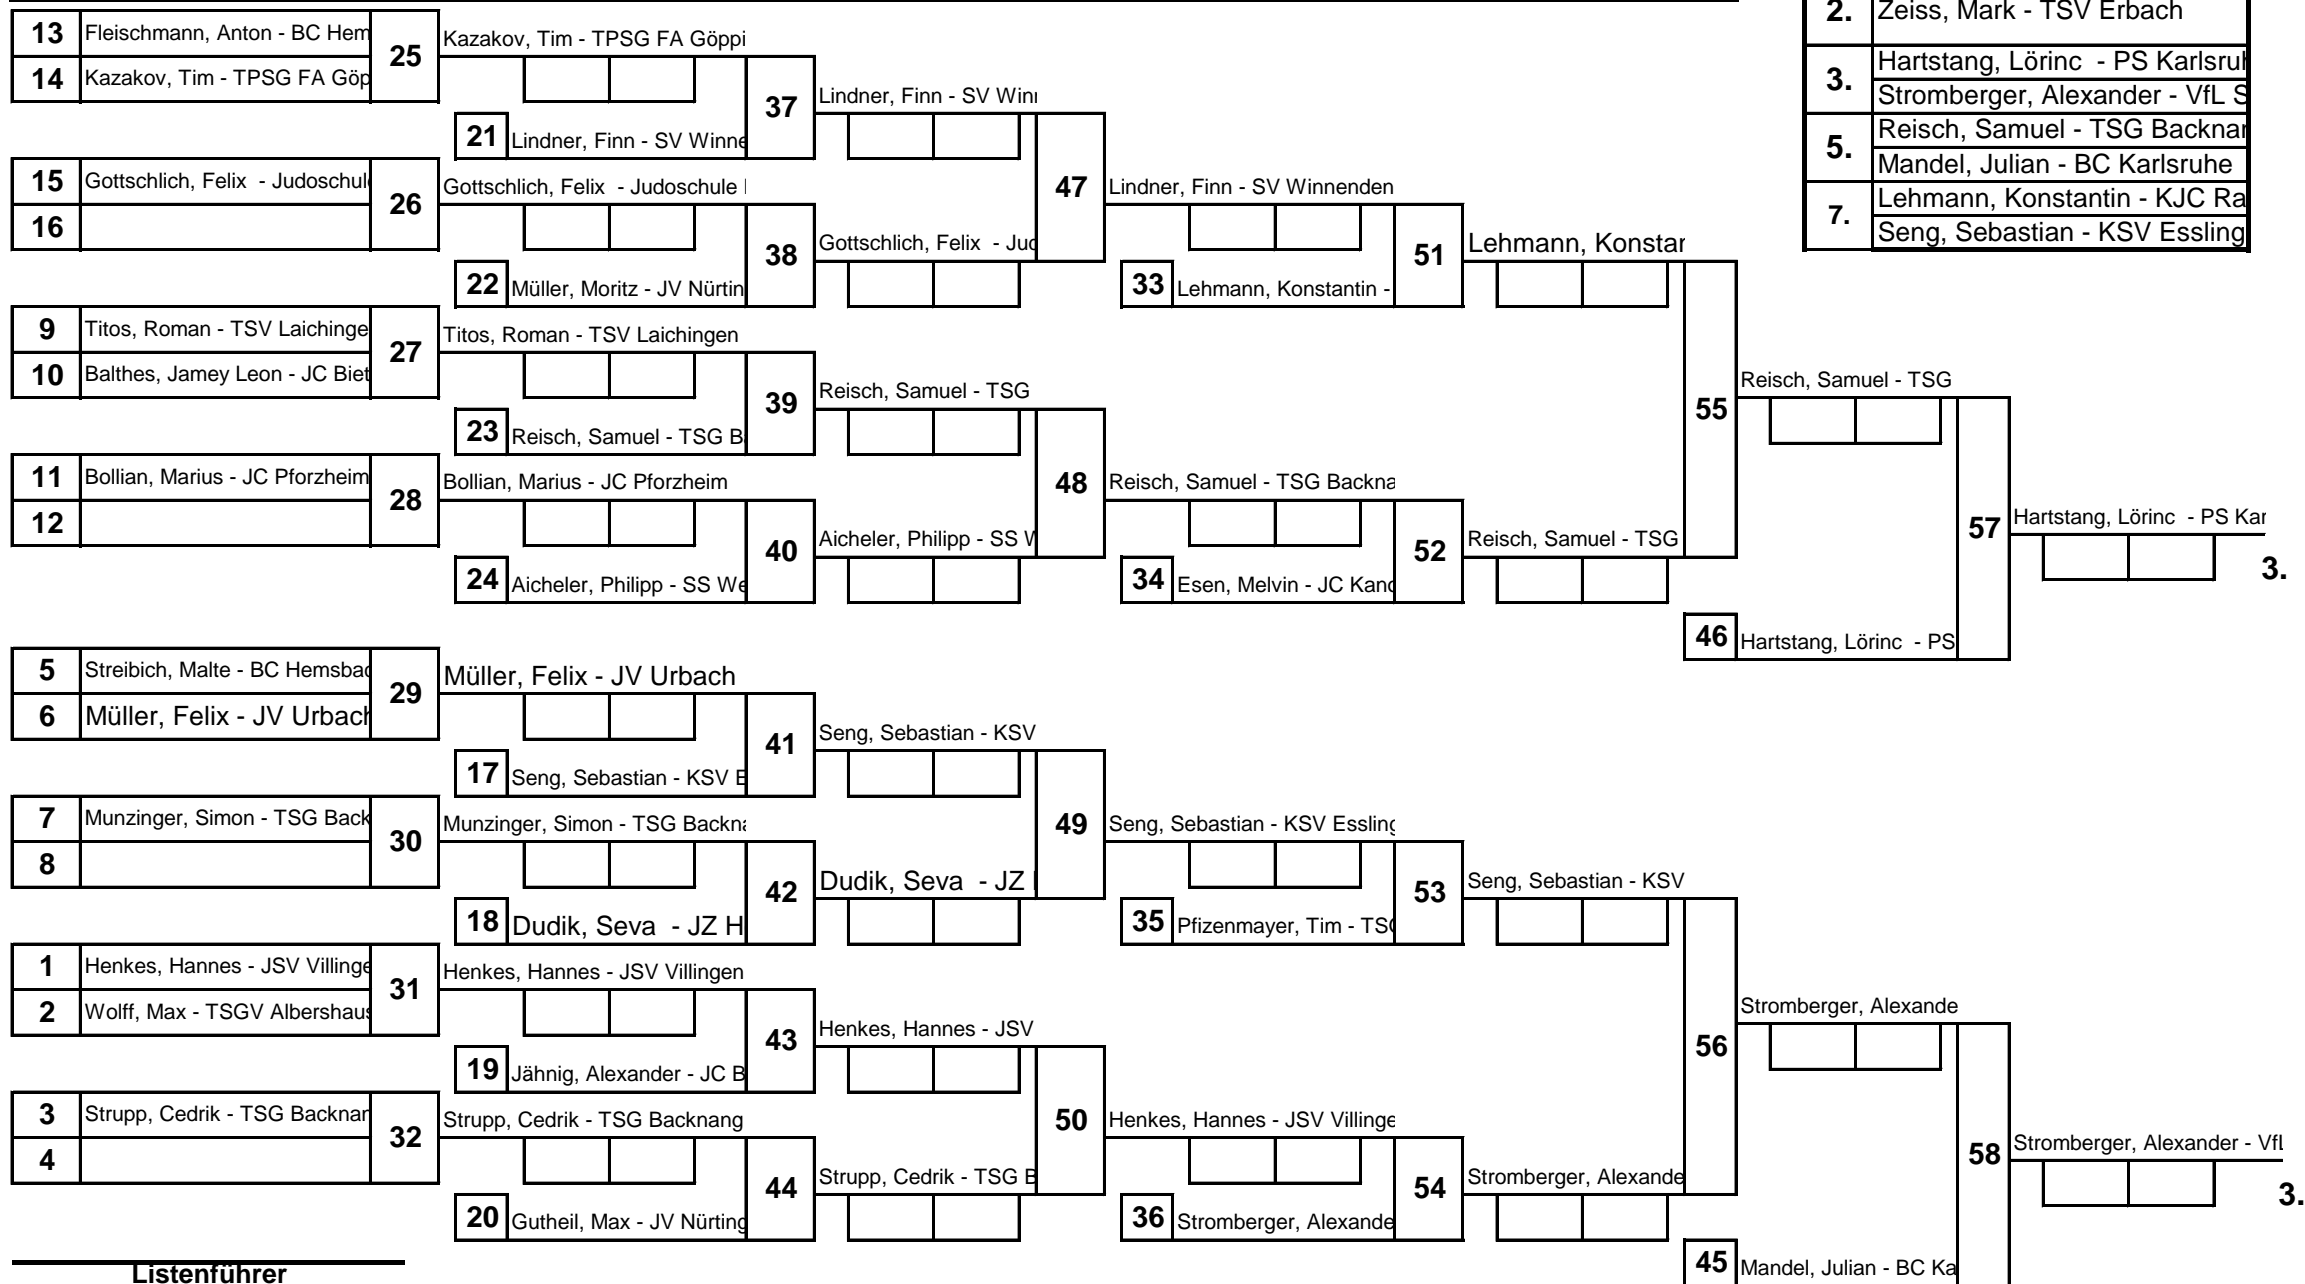 13 Fleischmann, Anton - BC Hem
14 Kazakov, Tim - TPSG FA Göp
25
Kazakov, Tim - TPSG FA Göppi
21 Lindner, Finn - SV Winne
37
Lindner, Finn - SV Win
15 Gottschlich, Felix - Judoschul
16
26
Gottschlich, Felix - Judoschule
22 Müller, Moritz - JV Nürtin
38
Gottschlich, Felix - Jud
47
Lindner, Finn - SV Winnenden
33 Lehmann, Konstantin -
51
Lehmann, Konstar
9 Titos, Roman - TSV Laichinge
10 Balthes, Jamey Leon - JC Biet
27
Titos, Roman - TSV Laichingen
23 Reisch, Samuel - TSG B
39
Reisch, Samuel - TSG
11 Bollian, Marius - JC Pforzheim
12
28
Bollian, Marius - JC Pforzheim
24 Aicheler, Philipp - SS We
40
Aicheler, Philipp - SS W
48
Reisch, Samuel - TSG Backna
34 Esen, Melvin - JC Kand
52
Reisch, Samuel - TSG
55
Reisch, Samuel - TSG
46 Hartstang, Lörinc - PS
57
Hartstang, Lörinc - PS Kar
3.
5 Streibich, Malte - BC Hemsbac
6 Müller, Felix - JV Urbach
29
Müller, Felix - JV Urbach
17 Seng, Sebastian - KSV E
41
Seng, Sebastian - KSV
7 Munzinger, Simon - TSG Back
8
30
Munzinger, Simon - TSG Backna
18 Dudik, Seva - JZ H
42
Dudik, Seva - JZ
49
Seng, Sebastian - KSV Essling
35 Pfizenmayer, Tim - TSG
53
Seng, Sebastian - KSV
1 Henkes, Hannes - JSV Villinge
2 Wolff, Max - TSGV Albershaus
31
Henkes, Hannes - JSV Villingen
19 Jähnig, Alexander - JC B
43
Henkes, Hannes - JSV
3 Strupp, Cedrik - TSG Backnar
4
32
Strupp, Cedrik - TSG Backnang
20 Gutheil, Max - JV Nürting
44
Strupp, Cedrik - TSG B
50
Henkes, Hannes - JSV Villinge
36 Stromberger, Alexande
54
Stromberger, Alexande
56
Stromberger, Alexande
45 Mandel, Julian - BC Ka
58
Stromberger, Alexander - VfL
3.
2. Zeiss, Mark - TSV Erbach
3. Hartstang, Lörinc - PS Karlsruh
Stromberger, Alexander - VfL S
5. Reisch, Samuel - TSG Backnar
Mandel, Julian - BC Karlsruhe
7. Lehmann, Konstantin - KJC Ra
Seng, Sebastian - KSV Essling
Listenführer